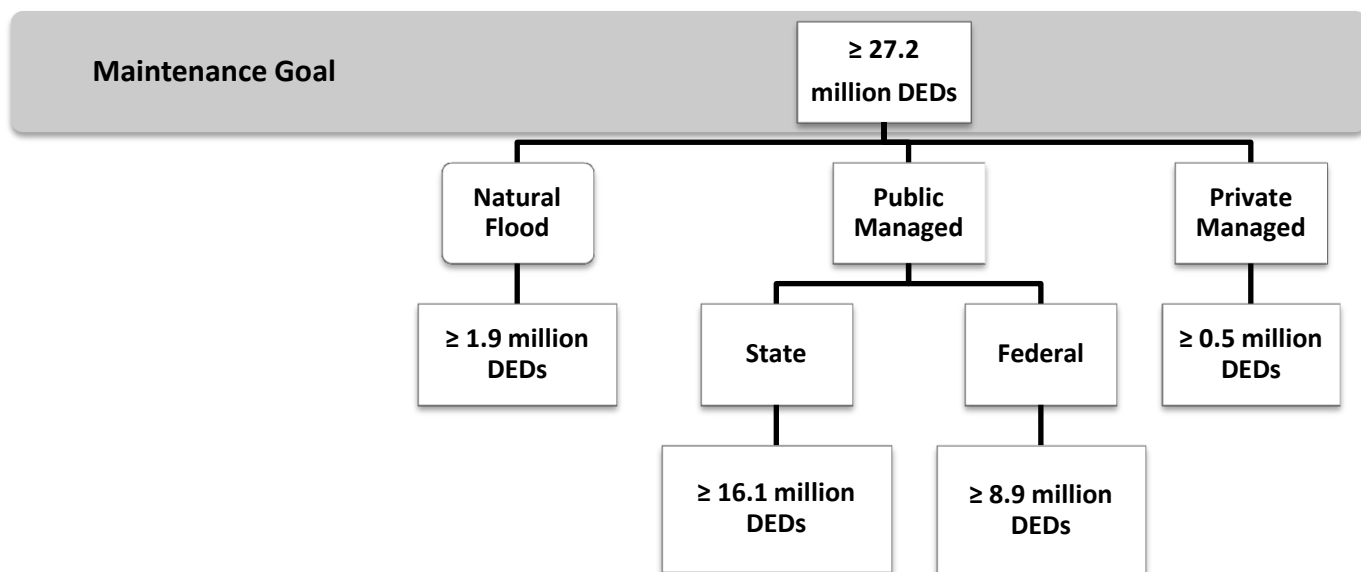 Maintenance Goal
≥ 27.2
million DEDs
Natural
Flood
Public
Managed
Private
Managed
≥ 1.9 million
DEDs
State
Federal
≥ 0.5 million
DEDs
≥ 16.1 million
DEDs
≥ 8.9 million
DEDs